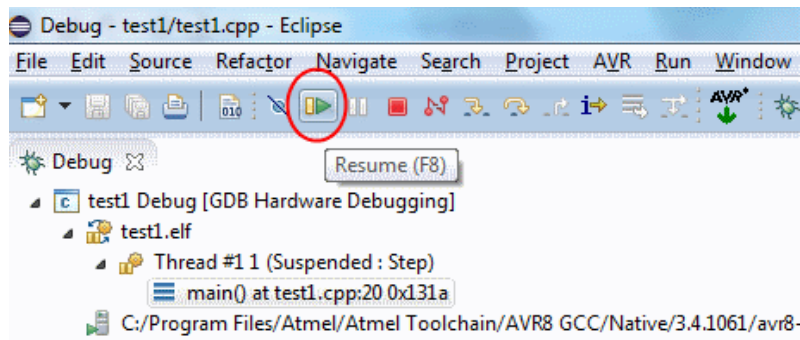 Debug - test1/test1.cpp - Eclipse
File Edit Source Refactor Navigate Search Project AVR Run Window
010 i AVR
Debug
Resume (F8)
c test1 Debug [GDB Hardware Debugging]
test1.elf
Thread #1 1 (Suspended : Step)
main() at test1.cpp:20 0x131a
C:/Program Files/Atmel/Atmel Toolchain/AVR8 GCC/Native/3.4.1061/avr8-